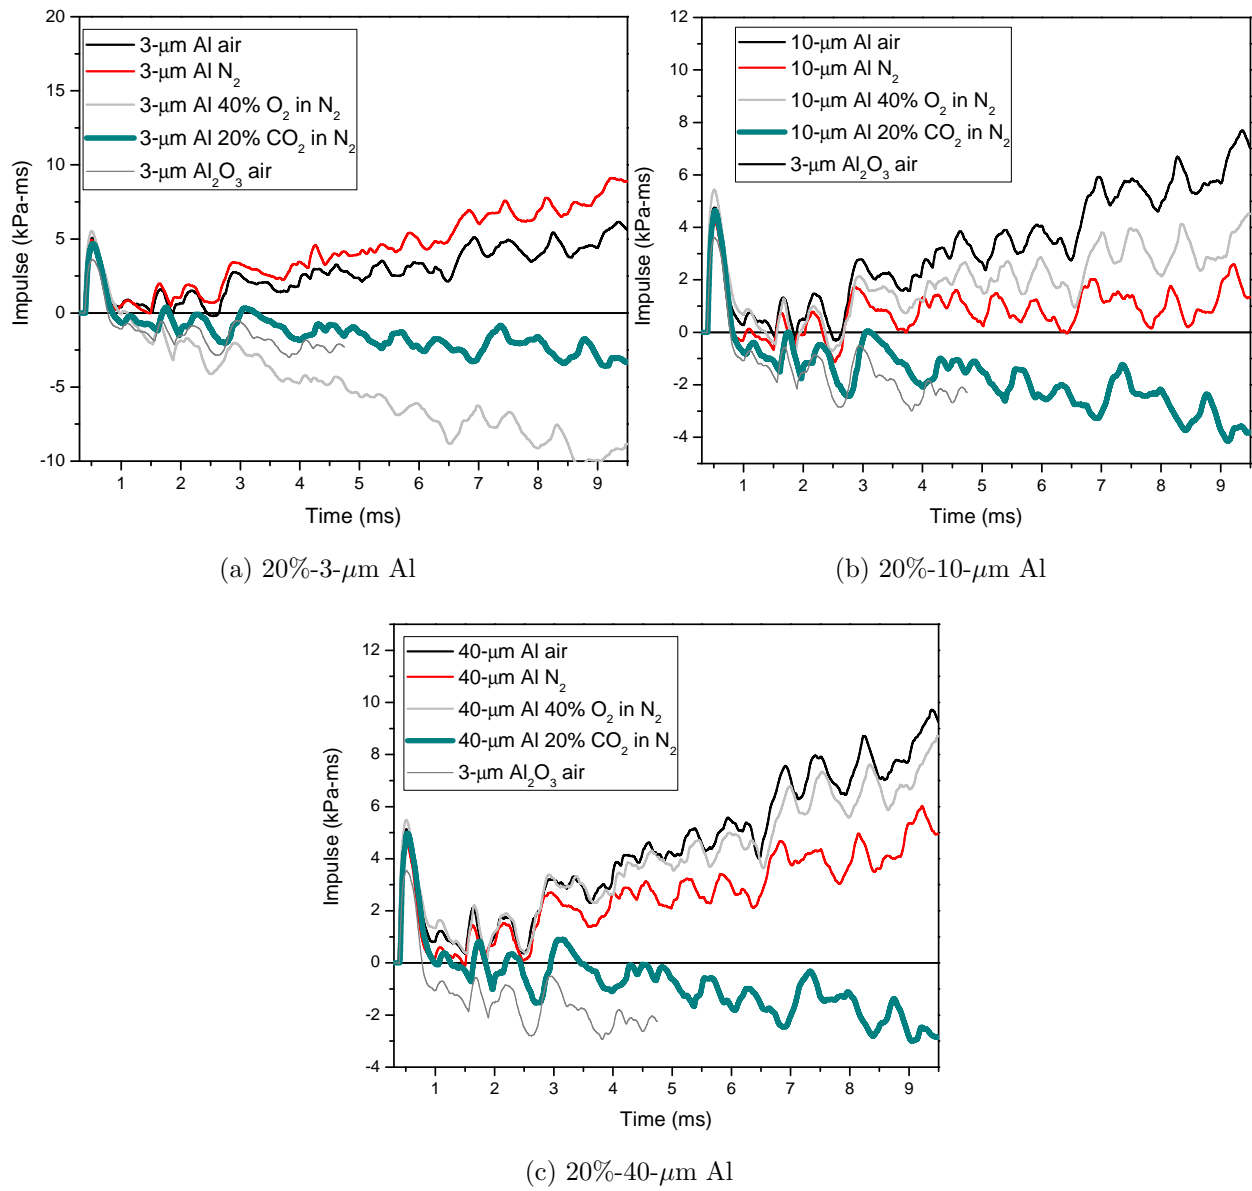 20
15
10
5
0
-5
-10
Impulse (kPa-ms)
3-μm Al air
3-μm Al N2
3-μm Al 40% O2 in N2
3-μm Al 20% CO2 in N2
3-μm Al2O3 air
1 2 3 4 5 6 7 8 9
Time (ms)
(a) 20%-3-μm Al
12
10
8
6
4
2
0
-2
-4
Impulse (kPa-ms)
10-μm Al air
10-μm Al N2
10-μm Al 40% O2 in N2
10-μm Al 20% CO2 in N2
3-μm Al2O3 air
1 2 3 4 5 6 7 8 9
Time (ms)
(b) 20%-10-μm Al
12
10
8
6
4
2
0
-2
-4
Impulse (kPa-ms)
40-μm Al air
40-μm Al N2
40-μm Al 40% O2 in N2
40-μm Al 20% CO2 in N2
3-μm Al2O3 air
1 2 3 4 5 6 7 8 9
Time (ms)
(c) 20%-40-μm Al